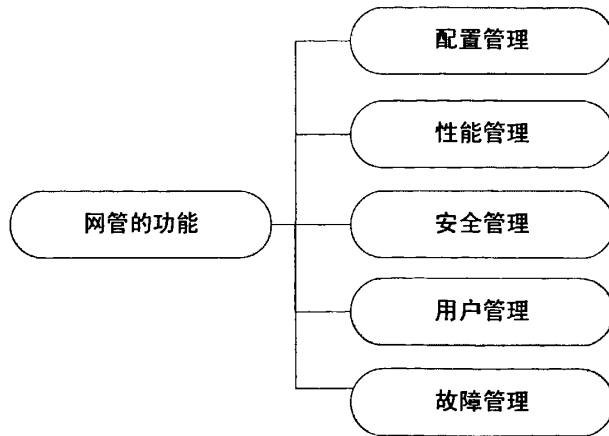 配置管理
性能管理
网管的功能
安全管理
用户管理
故障管理